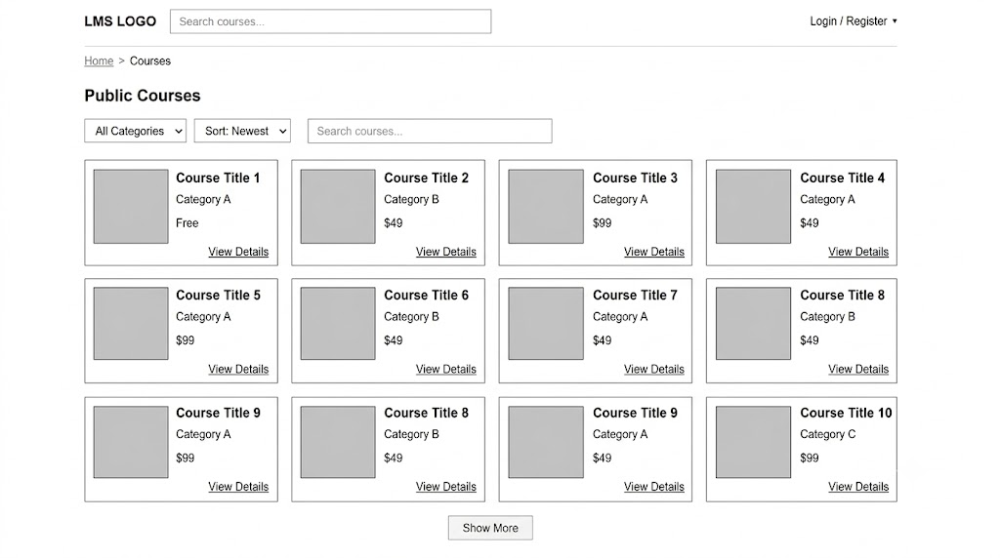 LMS LOGO Search courses... Login / Register ▾
Home > Courses
Public Courses
All Categories Sort: Newest Search courses...
Course Title 1
Category A
Free
View Details
Course Title 2
Category B
$49
View Details
Course Title 3
Category A
$99
View Details
Course Title 4
Category A
$49
View Details
Course Title 5
Category A
$99
View Details
Course Title 6
Category B
$49
View Details
Course Title 7
Category A
$49
View Details
Course Title 8
Category B
$49
View Details
Course Title 9
Category A
$99
View Details
Course Title 8
Category B
$49
View Details
Course Title 9
Category A
$49
View Details
Course Title 10
Category C
$99
View Details
Show More